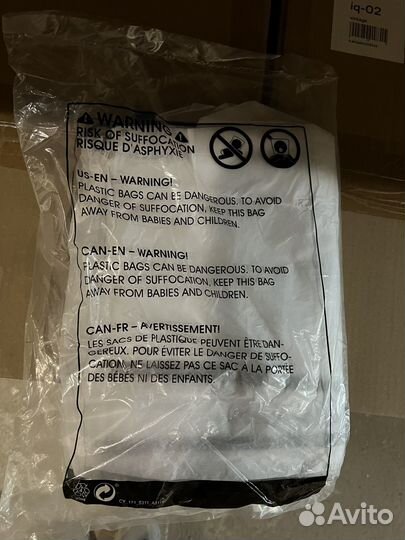 iq-02
WARNING
RISK OF SUFFOCATION
RISQUE D'ASPHYXIE
US-EN – WARNING!
PLASTIC BAGS CAN BE DANGEROUS. TO AVOID
DANGER OF SUFFOCATION, KEEP THIS BAG
AWAY FROM BABIES AND CHILDREN.
CAN-EN – WARNING!
PLASTIC BAGS CAN BE DANGEROUS. TO AVOID
DANGER OF SUFFOCATION, KEEP THIS BAG
AWAY FROM BABIES AND CHILDREN.
CAN-FR – AVERTISSEMENT!
LES SACS DE PLASTIQUE PEUVENT ÊTRE DAN-
GEREUX. POUR ÉVITER LE DANGER DE SUFFO-
CATION, NE LAISSEZ PAS CE SAC À LA PORTÉE
DES BÉBÉS NI DES ENFANTS.
Avito